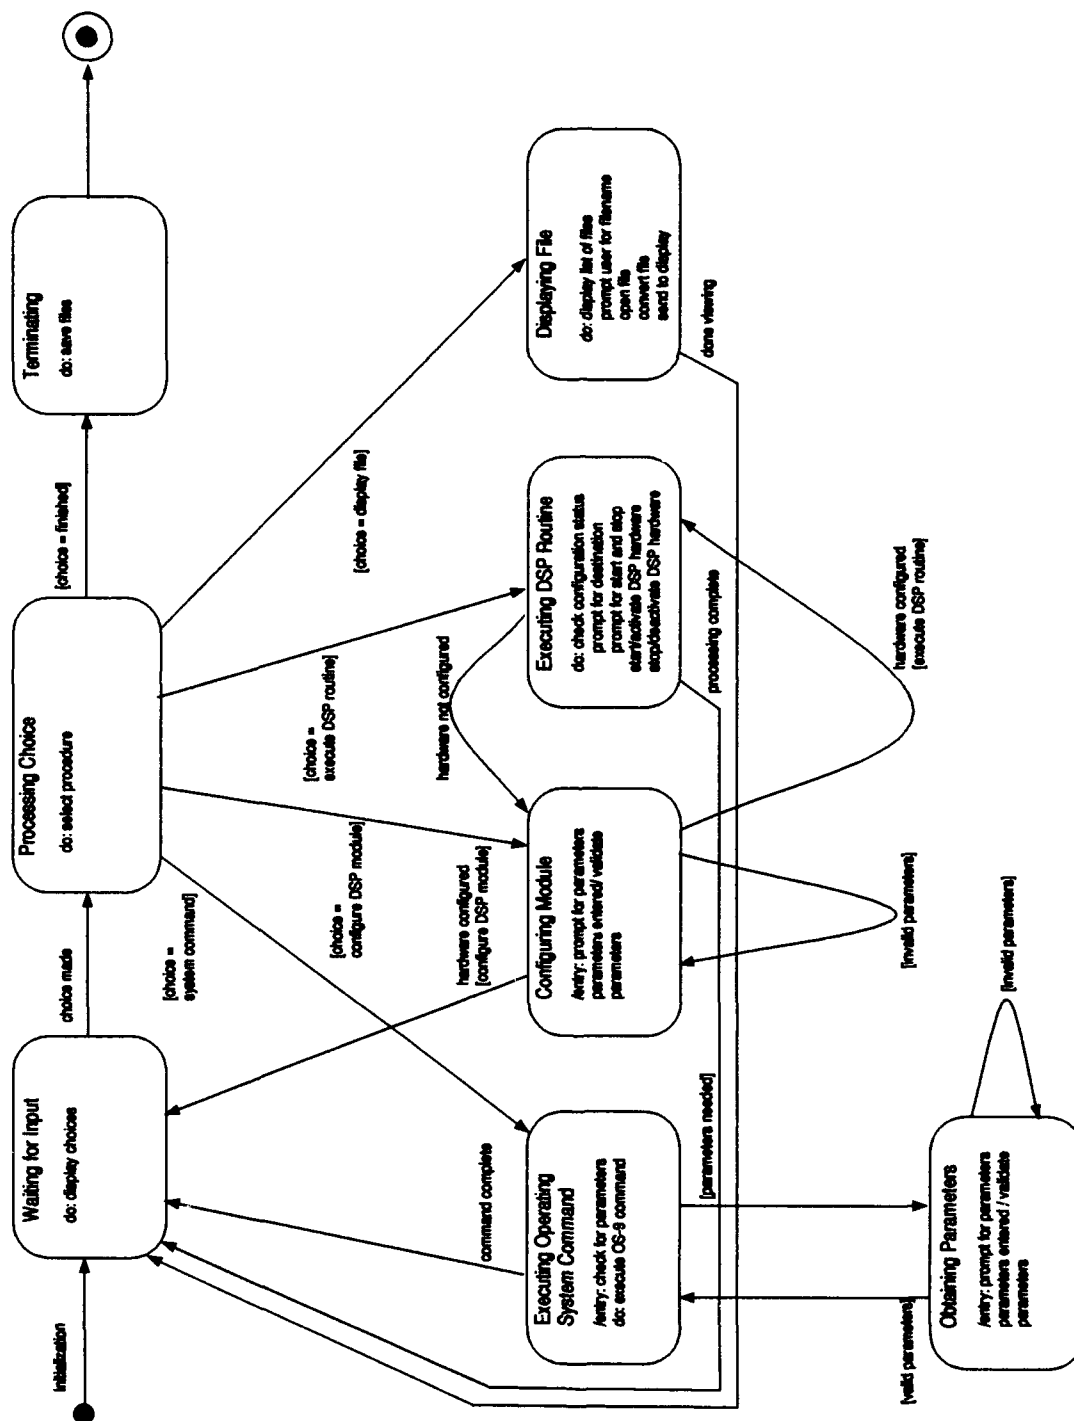 Initialization
Waiting for Input
do: display choices
choice made
Processing Choice
do: select procedure
[choice = finished]
Terminating
do: save files
[choice =
system command]
[choice =
configure DSP module]
[choice =
execute DSP routine]
[choice = display file]
command complete
hardware configured
[configure DSP module]
hardware not configured
Executing Operating
System Command
/entry: check for parameters
do: execute OS-9 command
Configuring Module
/entry: prompt for parameters
parameters entered/ validate
parameters
Executing DSP Routine
do: check configuration status
prompt for destination
prompt for start and stop
start/activate DSP hardware
stop/deactivate DSP hardware
Displaying File
do: display list of files
prompt user for filename
open file
convert file
send to display
[parameters needed]
processing complete
done viewing
[valid parameters]
[invalid parameters]
hardware configured
[execute DSP routine]
Obtaining Parameters
/entry: prompt for parameters
parameters entered / validate
parameters
[invalid parameters]